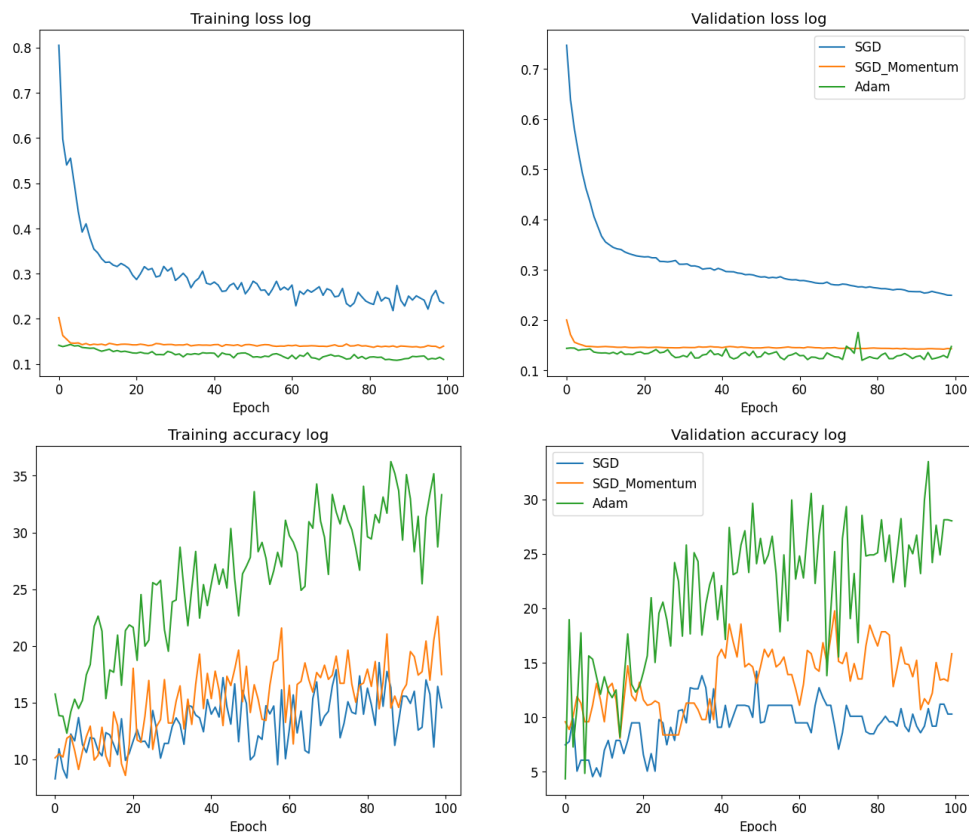 Training loss log
0.8
0.7
0.6
0.5
0.4
0.3
0.2
0.1
0 20 40 60 80 100
Epoch
Validation loss log
SGD
SGD_Momentum
Adam
0.7
0.6
0.5
0.4
0.3
0.2
0.1
0 20 40 60 80 100
Epoch
Training accuracy log
35
30
25
20
15
10
0 20 40 60 80 100
Epoch
Validation accuracy log
SGD
SGD_Momentum
Adam
30
25
20
15
10
5
0 20 40 60 80 100
Epoch